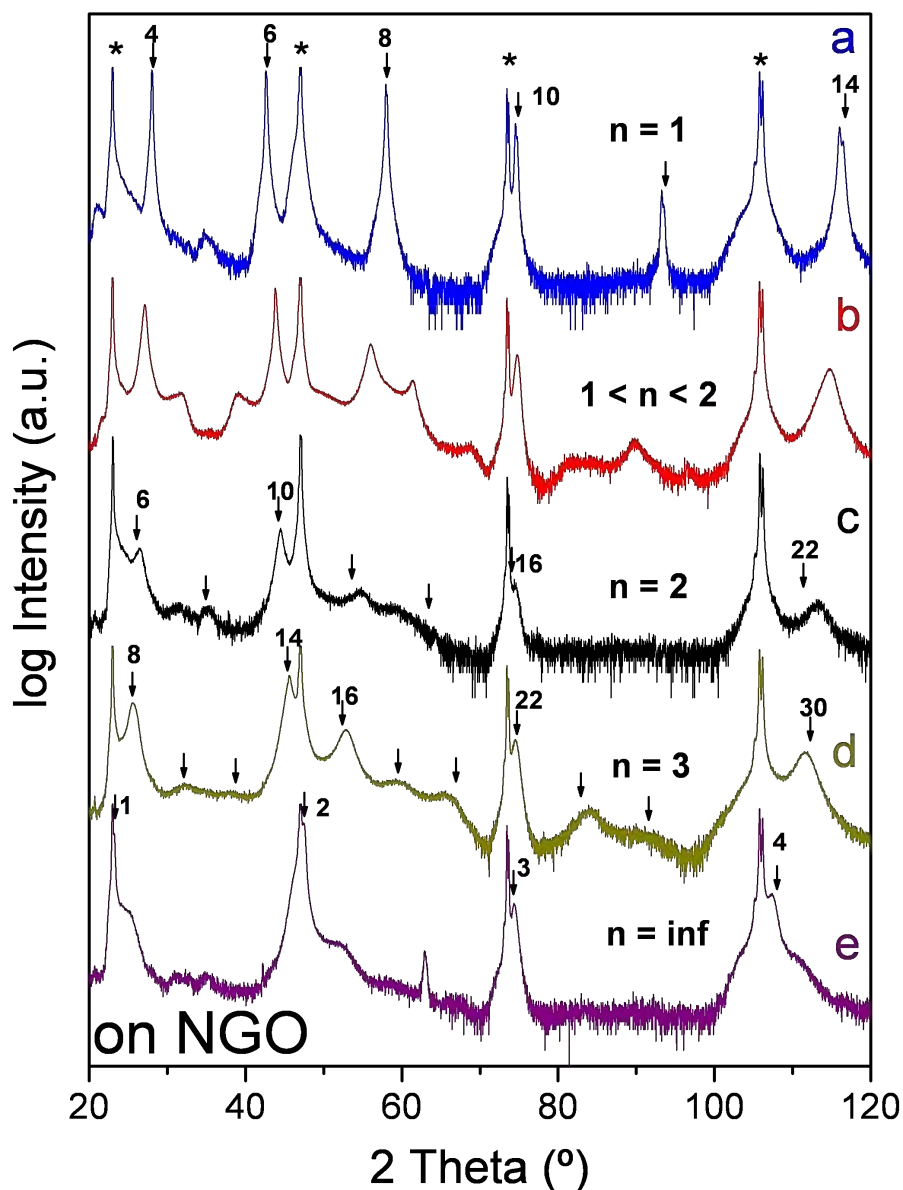 * 4 6 * 8 * 10 * 14 a
n = 1
b
1 < n < 2
c
6 10 16 22
n = 2
8 14 16 22 30
n = 3 d
1 2 3 4
n = inf e
on NGO
20 40 60 80 100 120
2 Theta (º)
log Intensity (a.u.)